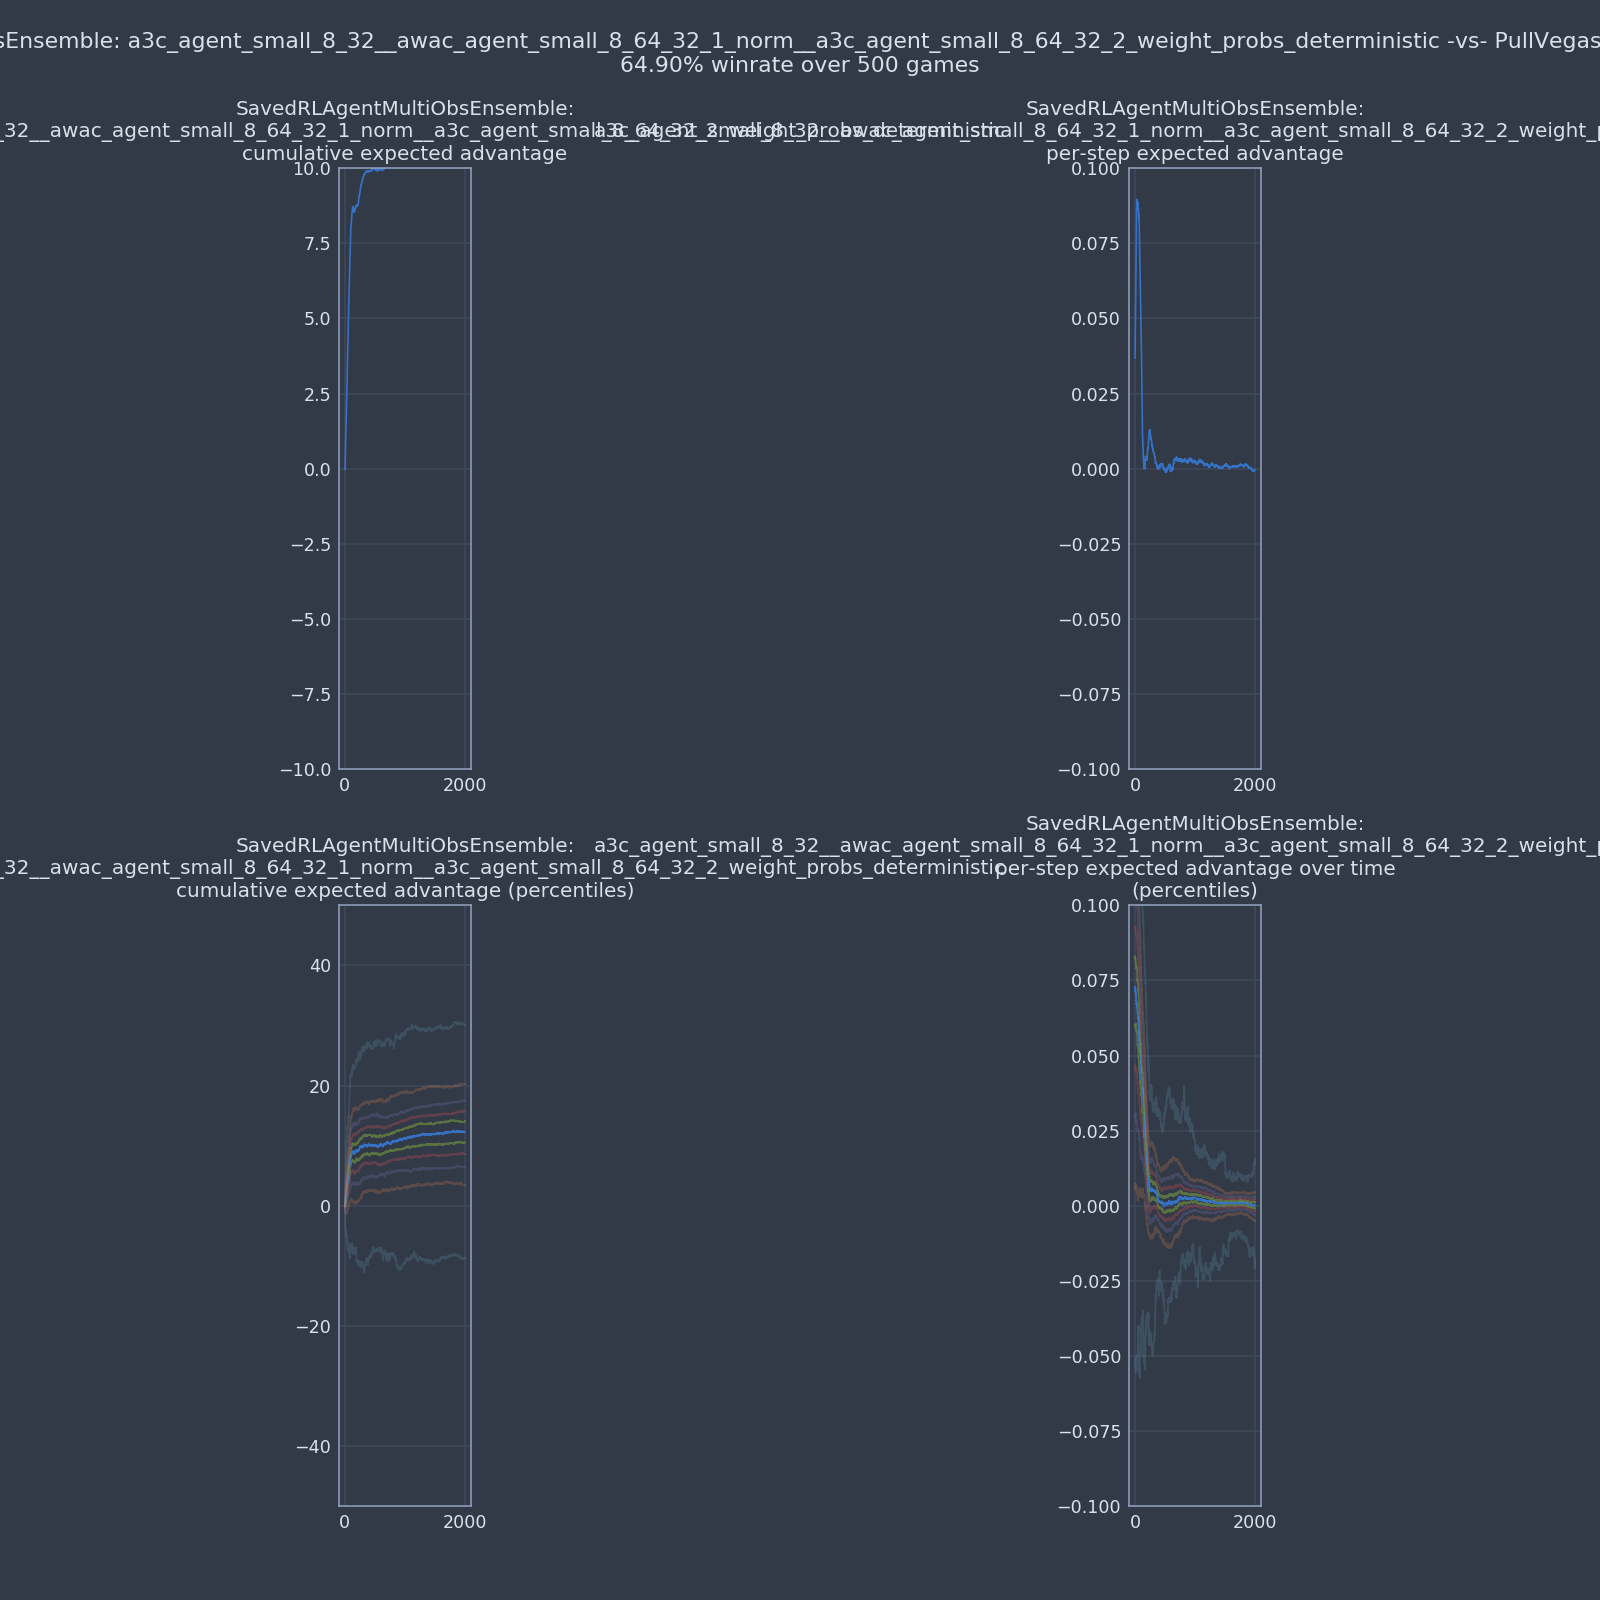 sEnsemble: a3c_agent_small_8_32__awac_agent_small_8_64_32_1_norm__a3c_agent_small_8_64_32_2_weight_probs_deterministic -vs- PullVegas
64.90% winrate over 500 games
SavedRLAgentMultiObsEnsemble:
_32__awac_agent_small_8_64_32_1_norm__a3c_agent_small_8_64_32_2_weight_probs_deterministic
cumulative expected advantage
10.0
7.5
5.0
2.5
0.0
−2.5
−5.0
−7.5
−10.0
0 2000
SavedRLAgentMultiObsEnsemble:
a3c_agent_small_8_32__awac_agent_small_8_64_32_1_norm__a3c_agent_small_8_64_32_2_weight_p
per-step expected advantage
0.100
0.075
0.050
0.025
0.000
−0.025
−0.050
−0.075
−0.100
0 2000
SavedRLAgentMultiObsEnsemble:
_32__awac_agent_small_8_64_32_1_norm__a3c_agent_small_8_64_32_2_weight_probs_deterministic
cumulative expected advantage (percentiles)
40
20
0
−20
−40
0 2000
SavedRLAgentMultiObsEnsemble:
a3c_agent_small_8_32__awac_agent_small_8_64_32_1_norm__a3c_agent_small_8_64_32_2_weight_p
per-step expected advantage over time
(percentiles)
0.100
0.075
0.050
0.025
0.000
−0.025
−0.050
−0.075
−0.100
0 2000